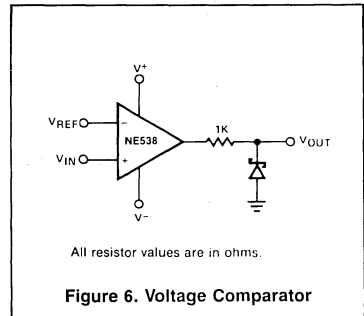 V+
VREF
−
NE538
1K
VOUT
VIN
+
V−
All resistor values are in ohms.
Figure 6. Voltage Comparator